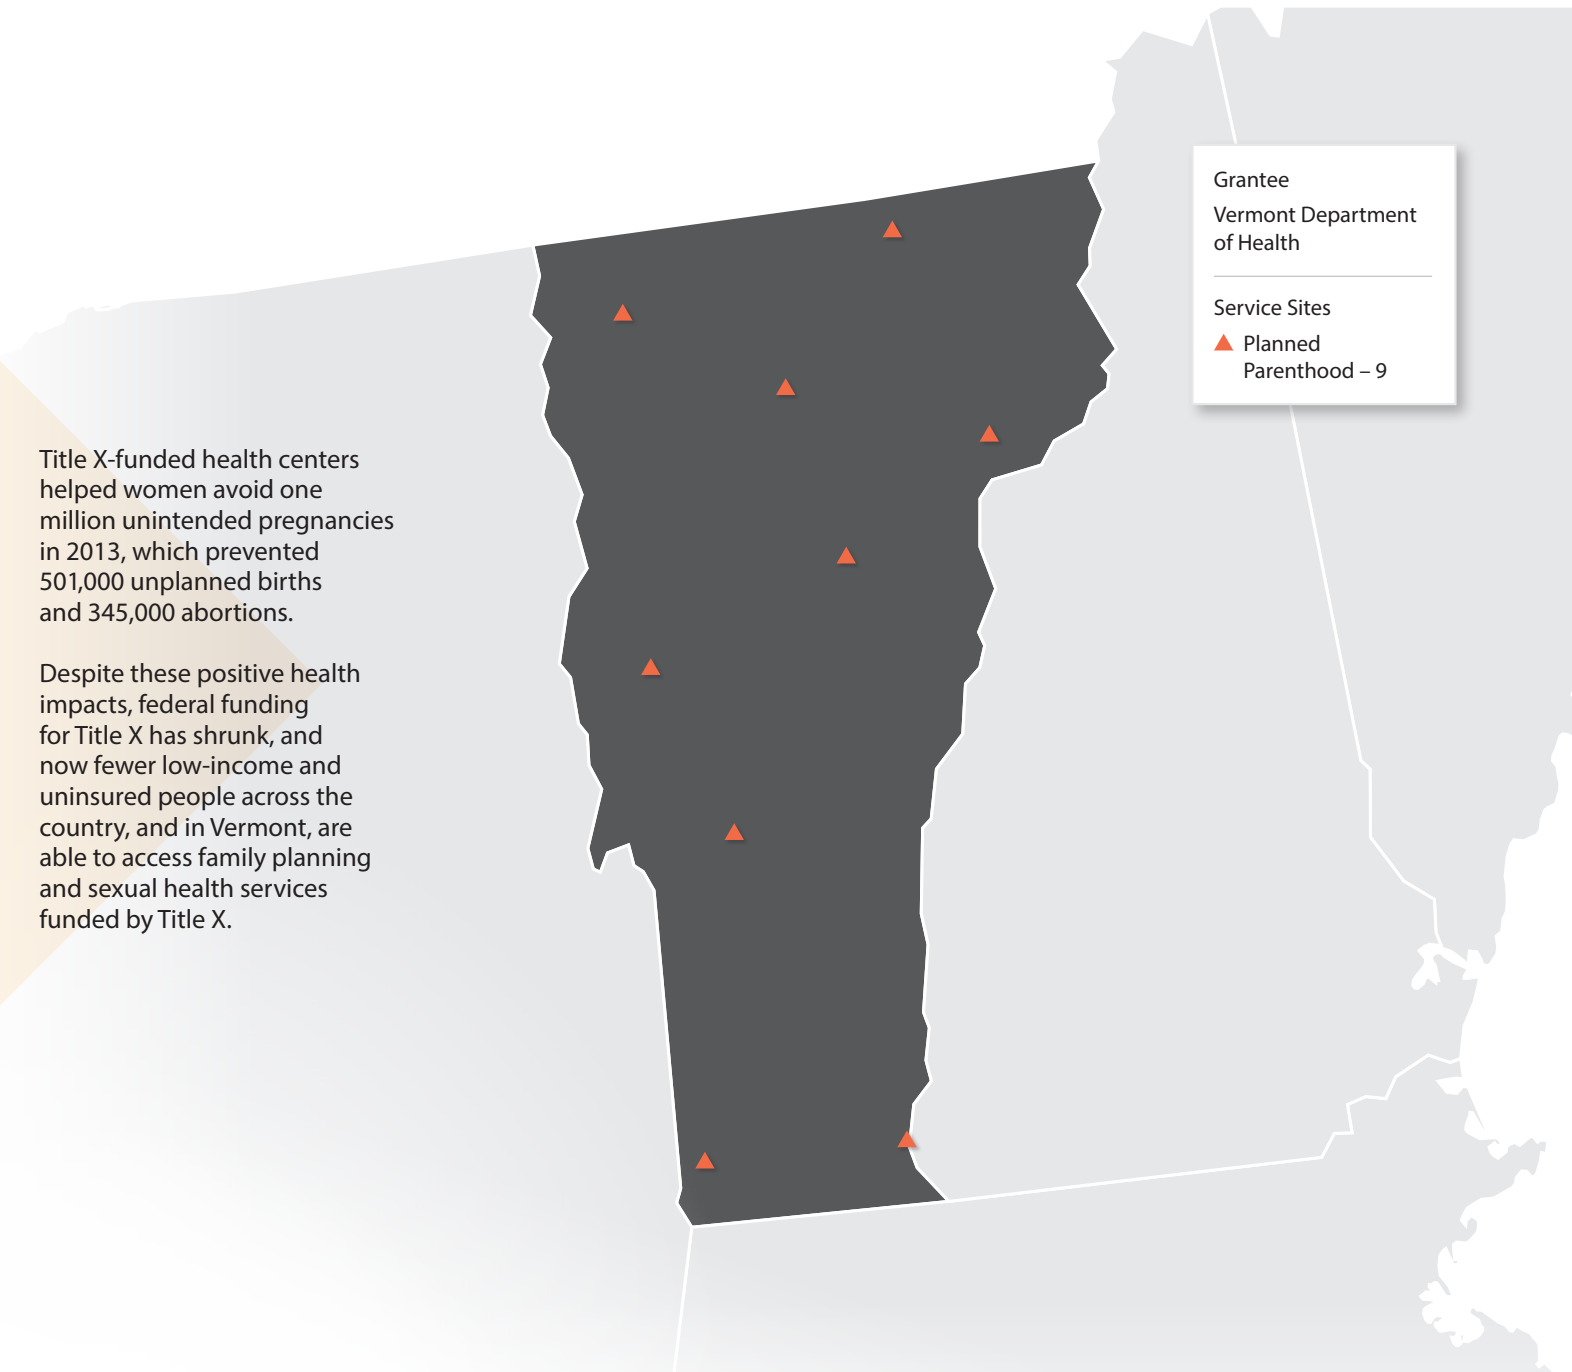 Grantee
Vermont Department
of Health
Service Sites
Planned
Parenthood – 9
Title X-funded health centers
helped women avoid one
million unintended pregnancies
in 2013, which prevented
501,000 unplanned births
and 345,000 abortions.
Despite these positive health
impacts, federal funding
for Title X has shrunk, and
now fewer low-income and
uninsured people across the
country, and in Vermont, are
able to access family planning
and sexual health services
funded by Title X.